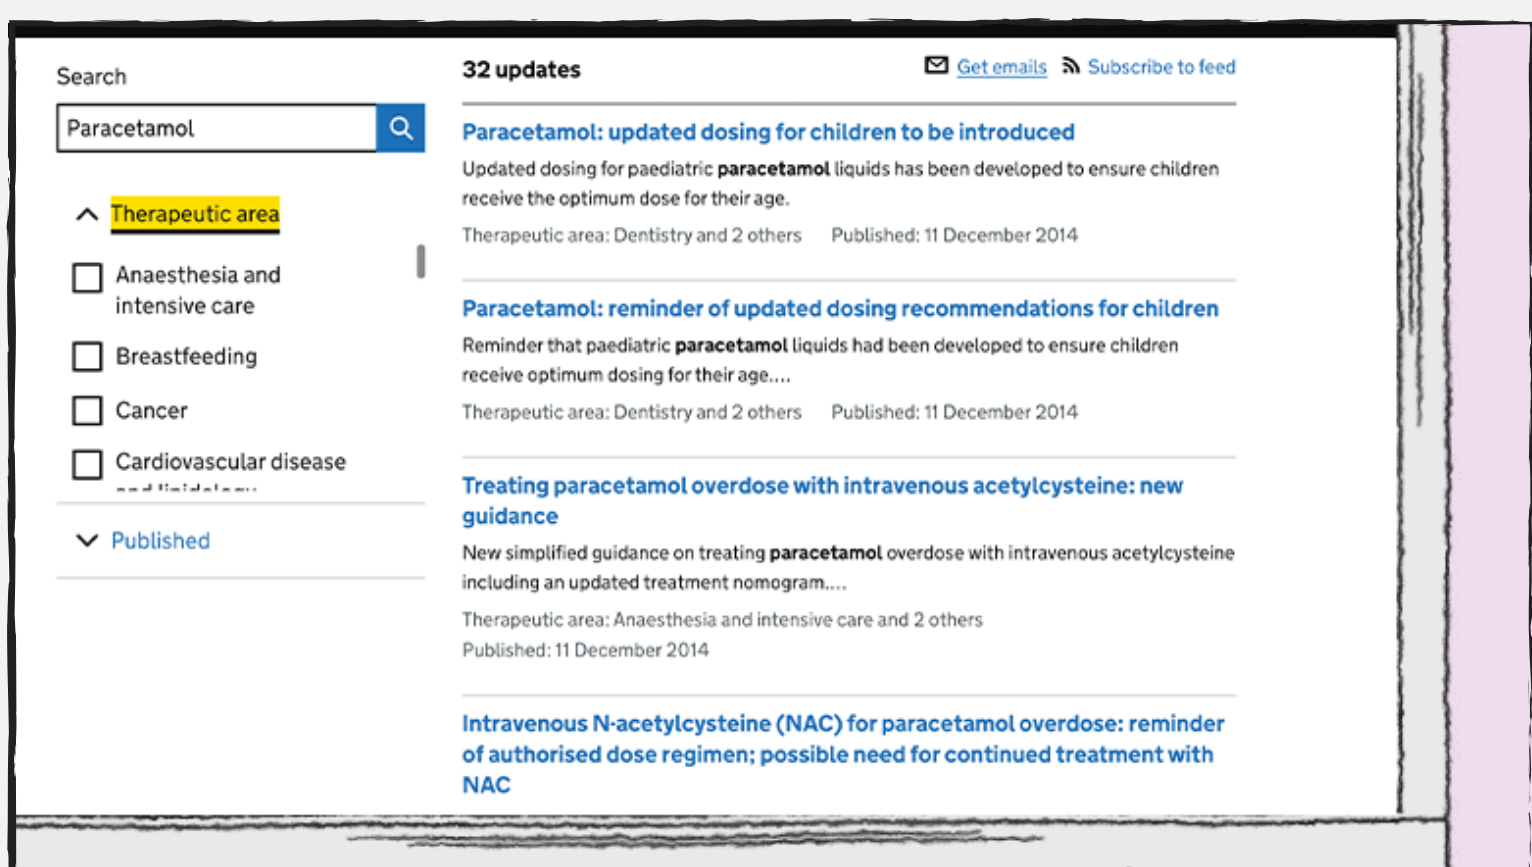 Search
Paracetamol
Therapeutic area
Anaesthesia and
intensive care
Breastfeeding
Cancer
Cardiovascular disease
Published
32 updates
Get emails
Subscribe to feed
Paracetamol: updated dosing for children to be introduced
Updated dosing for paediatric paracetamol liquids has been developed to ensure children
receive the optimum dose for their age.
Therapeutic area: Dentistry and 2 others Published: 11 December 2014
Paracetamol: reminder of updated dosing recommendations for children
Reminder that paediatric paracetamol liquids had been developed to ensure children
receive optimum dosing for their age....
Therapeutic area: Dentistry and 2 others Published: 11 December 2014
Treating paracetamol overdose with intravenous acetylcysteine: new
guidance
New simplified guidance on treating paracetamol overdose with intravenous acetylcysteine
including an updated treatment nomogram....
Therapeutic area: Anaesthesia and intensive care and 2 others
Published: 11 December 2014
Intravenous N-acetylcysteine (NAC) for paracetamol overdose: reminder
of authorised dose regimen; possible need for continued treatment with
NAC